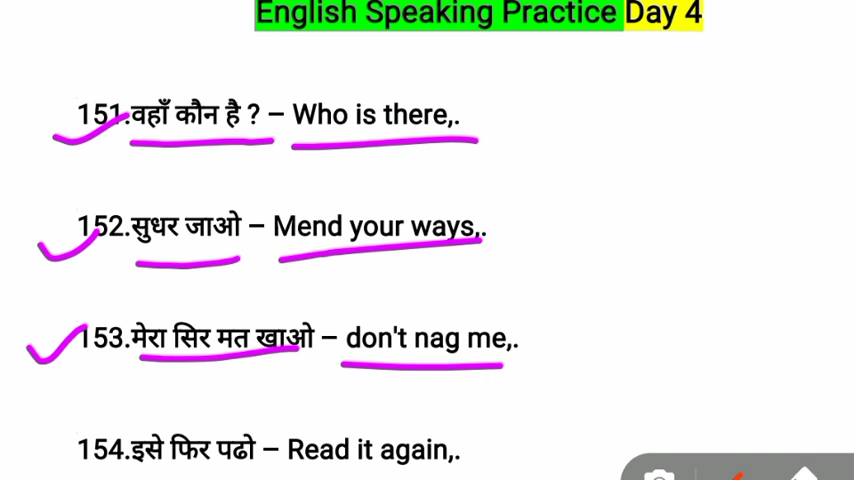 English Speaking Practice Day 4
151.वहाँ कौन है ? – Who is there,.
152.सुधर जाओ – Mend your ways,.
153.मेरा सिर मत खाओ – don't nag me,.
154.इसे फिर पढो – Read it again,.